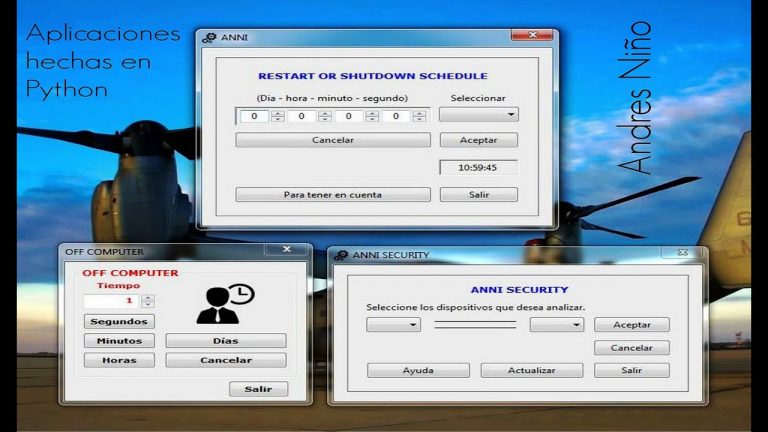 Aplicaciones
hechas en
Python
Andres Niño
ANNI
RESTART OR SHUTDOWN SCHEDULE
(Dia - hora - minuto - segundo)
Seleccionar
0 0 0 0
Cancelar
Aceptar
10:59:45
Para tener en cuenta
Salir
OFF COMPUTER
OFF COMPUTER
Tiempo
1
Segundos
Minutos
Días
Horas
Cancelar
Salir
ANNI SECURITY
ANNI SECURITY
Seleccione los dispositivos que desea analizar.
Aceptar
Cancelar
Ayuda
Actualizar
Salir